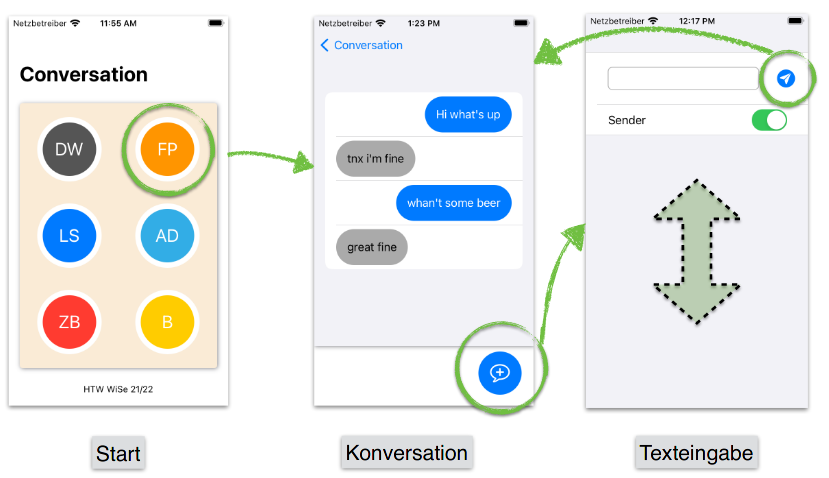 Netzbetreiber 11:55 AM
Conversation
DW FP
LS AD
ZB B
HTW WiSe 21/22
Start
Netzbetreiber 1:23 PM
Conversation
Hi what's up
tnx i'm fine
whan't some beer
great fine
Konversation
Netzbetreiber 12:17 PM
Sender
Texteingabe